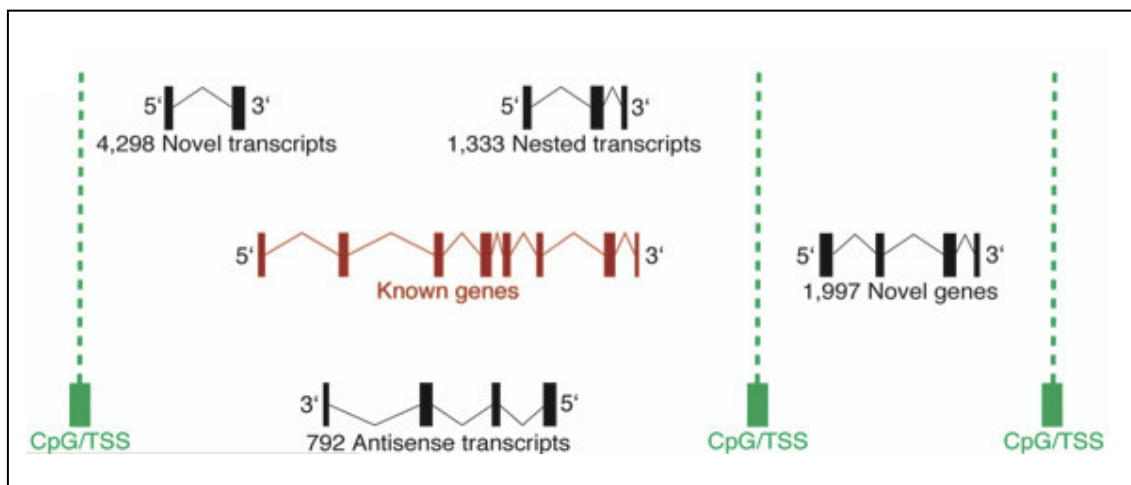 5‘ 3‘ 5‘ 3‘
4,298 Novel transcripts 1,333 Nested transcripts
5‘ 3‘ 5‘ 3‘
Known genes 1,997 Novel genes
3‘ 5‘
CpG/TSS 792 Antisense transcripts CpG/TSS CpG/TSS